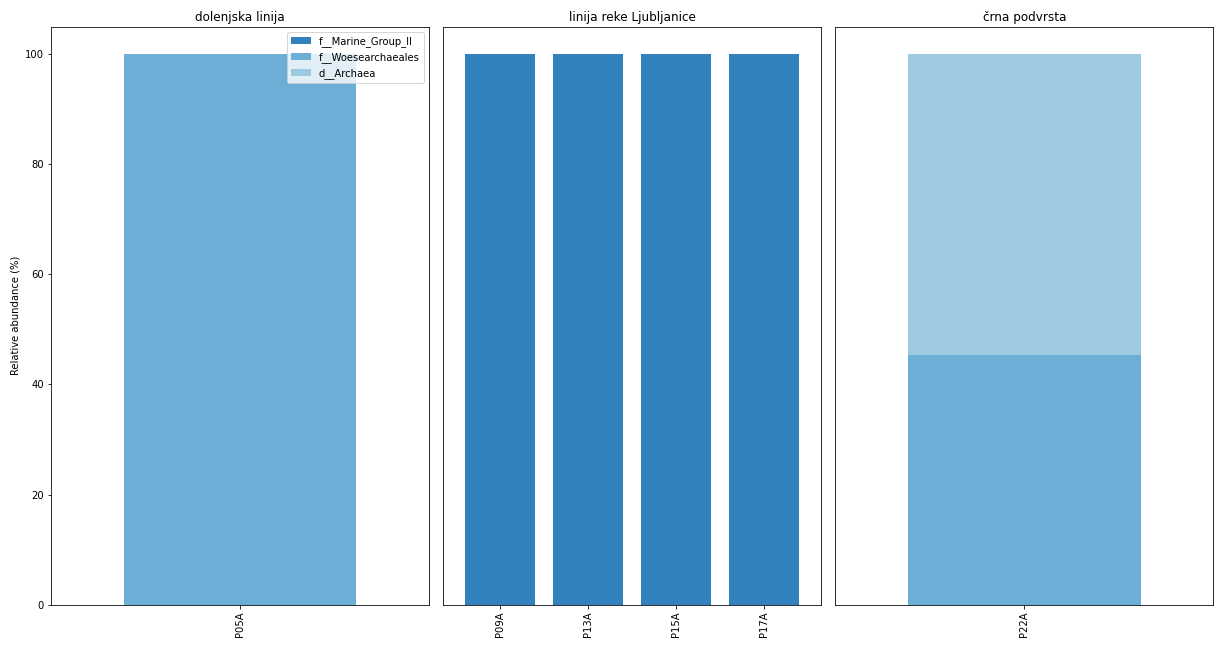 dolenjska linija
linija reke Ljubljanice
črna podvrsta
f__Marine_Group_II
f__Woesearchaeales
d__Archaea
Relative abundance (%)
100
80
60
40
20
0
P05A
P09A
P13A
P15A
P17A
P22A